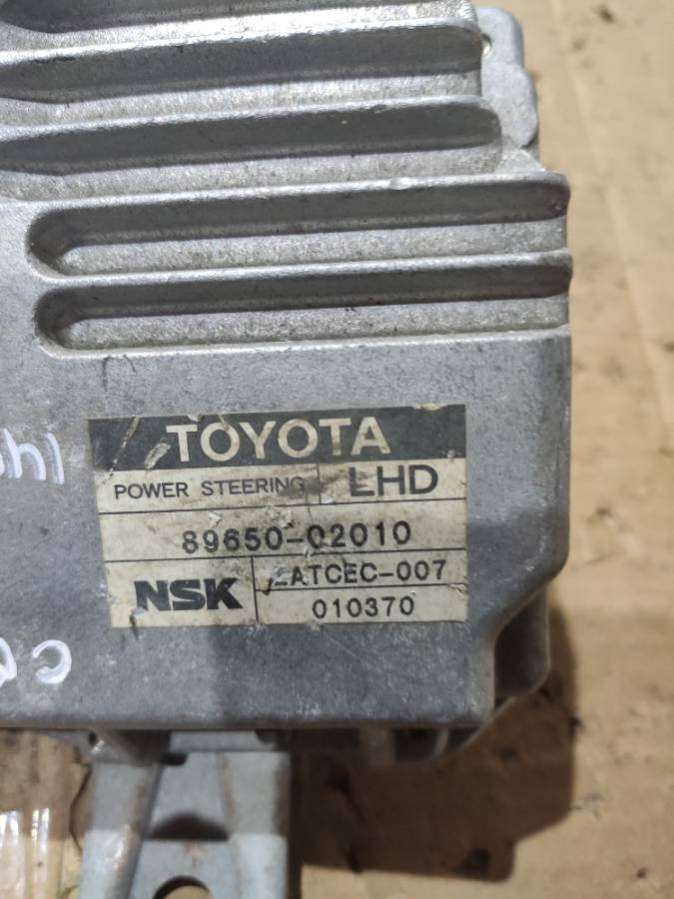 TOYOTA
POWER STEERING LHD
89650-02010
NSK
EATCEC-007
010370